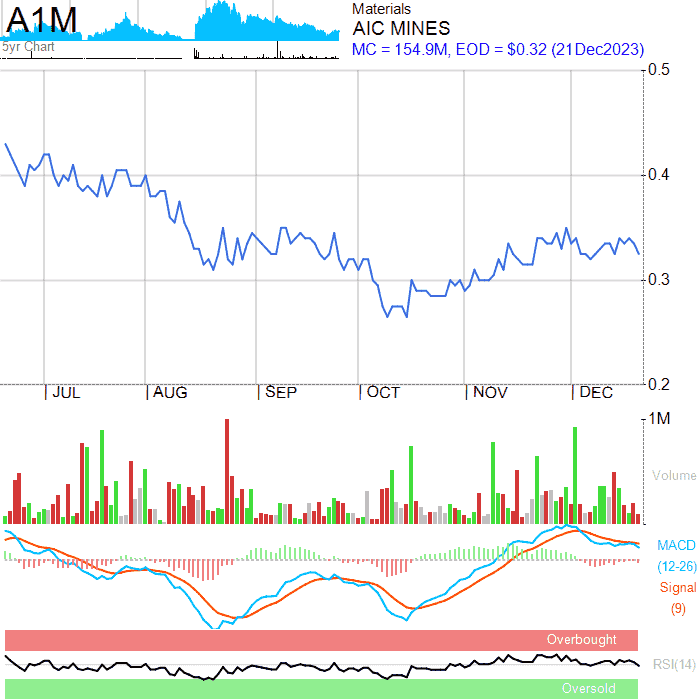 A1M
5yr Chart
Materials
AIC MINES
MC = 154.9M, EOD = $0.32 (21Dec2023)
0.5
0.4
0.3
0.2
JUL AUG SEP OCT NOV DEC
1M
Volume
MACD
(12-26)
Signal
(9)
Overbought
RSI(14)
Oversold